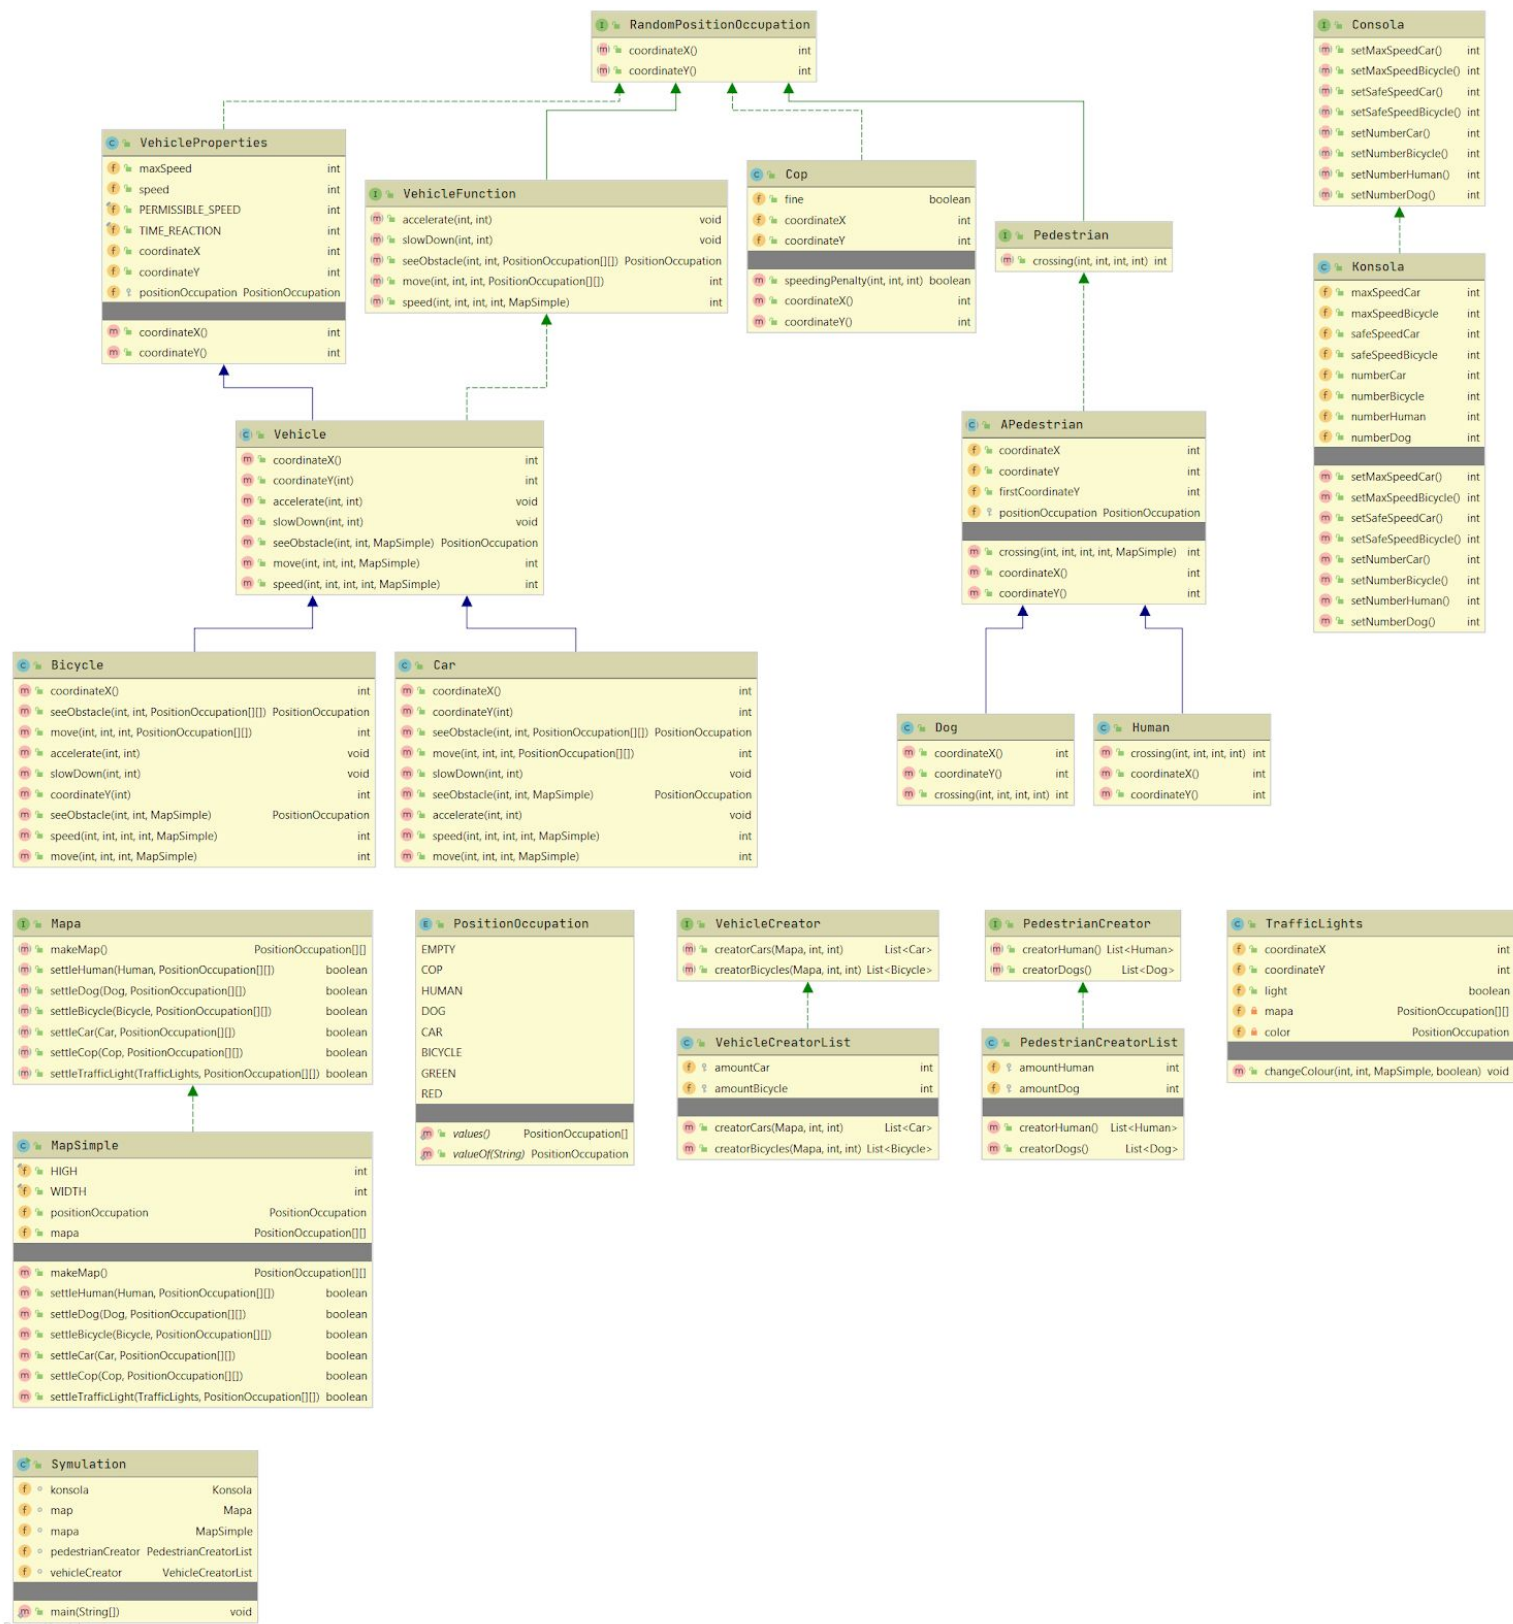 RandomPositionOccupation
coordinateX() int
coordinateY() int
Consola
setMaxSpeedCar() int
setMaxSpeedBicycle() int
setSafeSpeedCar() int
setSafeSpeedBicycle() int
setNumberCar() int
setNumberBicycle() int
setNumberHuman() int
setNumberDog() int
VehicleProperties
maxSpeed int
speed int
PERMISSIBLE_SPEED int
TIME_REACTION int
coordinateX int
coordinateY int
positionOccupation PositionOccupation
coordinateX() int
coordinateY() int
VehicleFunction
accelerate(int, int) void
slowDown(int, int) void
seeObstacle(int, int, PositionOccupation[][]) PositionOccupation
move(int, int, int, PositionOccupation[][]) int
speed(int, int, int, int, MapSimple) int
Cop
fine boolean
coordinateX int
coordinateY int
speedingPenalty(int, int, int) boolean
coordinateX() int
coordinateY() int
Pedestrian
crossing(int, int, int, int) int
Konsola
maxSpeedCar int
maxSpeedBicycle int
safeSpeedCar int
safeSpeedBicycle int
numberCar int
numberBicycle int
numberHuman int
numberDog int
setMaxSpeedCar() int
setMaxSpeedBicycle() int
setSafeSpeedCar() int
setSafeSpeedBicycle() int
setNumberCar() int
setNumberBicycle() int
setNumberHuman() int
setNumberDog() int
Vehicle
coordinateX() int
coordinateY(int) int
accelerate(int, int) void
slowDown(int, int) void
seeObstacle(int, int, MapSimple) PositionOccupation
move(int, int, int, MapSimple) int
speed(int, int, int, int, MapSimple) int
APedestrian
coordinateX int
coordinateY int
firstCoordinateY int
positionOccupation PositionOccupation
crossing(int, int, int, int, MapSimple) int
coordinateX() int
coordinateY() int
Bicycle
coordinateX() int
seeObstacle(int, int, PositionOccupation[][]) PositionOccupation
move(int, int, int, PositionOccupation[][]) int
accelerate(int, int) void
slowDown(int, int) void
coordinateY(int) int
seeObstacle(int, int, MapSimple) PositionOccupation
speed(int, int, int, int, MapSimple) int
move(int, int, int, MapSimple) int
Car
coordinateX() int
coordinateY(int) int
seeObstacle(int, int, PositionOccupation[][]) PositionOccupation
move(int, int, int, PositionOccupation[][]) int
slowDown(int, int) void
seeObstacle(int, int, MapSimple) PositionOccupation
accelerate(int, int) void
speed(int, int, int, int, MapSimple) int
move(int, int, int, MapSimple) int
Dog
coordinateX() int
coordinateY() int
crossing(int, int, int, int) int
Human
crossing(int, int, int, int) int
coordinateX() int
coordinateY() int
Mapa
makeMap() PositionOccupation[][]
settleHuman(Human, PositionOccupation[][]) boolean
settleDog(Dog, PositionOccupation[][]) boolean
settleBicycle(Bicycle, PositionOccupation[][]) boolean
settleCar(Car, PositionOccupation[][]) boolean
settleCop(Cop, PositionOccupation[][]) boolean
settleTrafficLight(TrafficLights, PositionOccupation[][]) boolean
PositionOccupation
EMPTY
COP
HUMAN
DOG
CAR
BICYCLE
GREEN
RED
values() PositionOccupation[]
valueOf(String) PositionOccupation
VehicleCreator
creatorCars(Mapa, int, int) List<Car>
creatorBicycles(Mapa, int, int) List<Bicycle>
PedestrianCreator
creatorHuman() List<Human>
creatorDogs() List<Dog>
TrafficLights
coordinateX int
coordinateY int
light boolean
mapa PositionOccupation[][]
color PositionOccupation
changeColour(int, int, MapSimple, boolean) void
VehicleCreatorList
amountCar int
amountBicycle int
creatorCars(Mapa, int, int) List<Car>
creatorBicycles(Mapa, int, int) List<Bicycle>
PedestrianCreatorList
amountHuman int
amountDog int
creatorHuman() List<Human>
creatorDogs() List<Dog>
MapSimple
HIGH int
WIDTH int
positionOccupation PositionOccupation
mapa PositionOccupation[][]
makeMap() PositionOccupation[][]
settleHuman(Human, PositionOccupation[][]) boolean
settleDog(Dog, PositionOccupation[][]) boolean
settleBicycle(Bicycle, PositionOccupation[][]) boolean
settleCar(Car, PositionOccupation[][]) boolean
settleCop(Cop, PositionOccupation[][]) boolean
settleTrafficLight(TrafficLights, PositionOccupation[][]) boolean
Symulation
konsola Konsola
map Mapa
mapa MapSimple
pedestrianCreator PedestrianCreatorList
vehicleCreator VehicleCreatorList
main(String[]) void